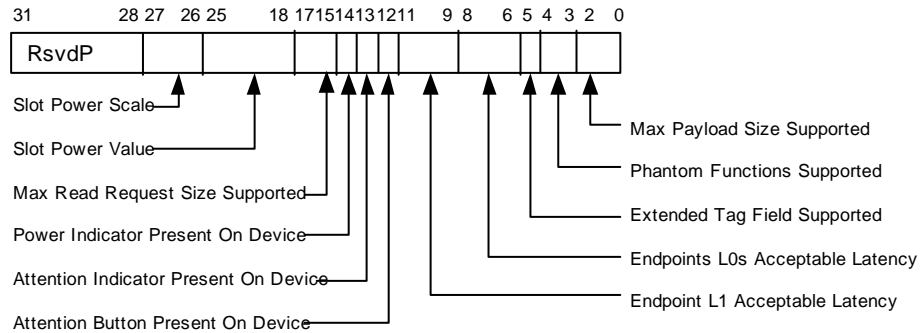 31 28 27 26 25 18 17 15 14 13 12 11 9 8 6 5 4 3 2 0
RsvdP
Slot Power Scale
Slot Power Value
Max Read Request Size Supported
Power Indicator Present On Device
Attention Indicator Present On Device
Attention Button Present On Device
Max Payload Size Supported
Phantom Functions Supported
Extended Tag Field Supported
Endpoints L0s Acceptable Latency
Endpoint L1 Acceptable Latency